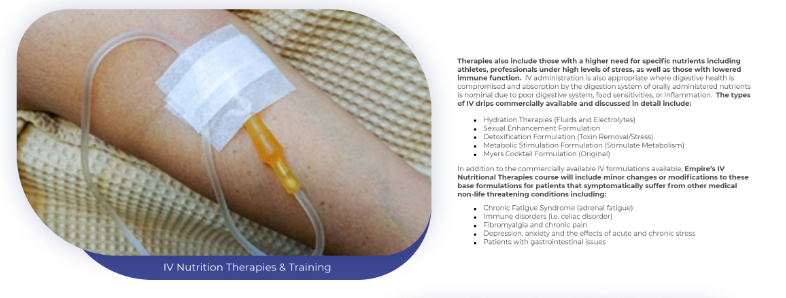 Therapies also include those with a higher need for specific nutrients including
athletes, professionals under high levels of stress, as well as those with lowered
immune function. IV administration is also appropriate where digestive health is
compromised and absorption by the digestion system of orally administered nutrients
is nominal due to poor digestive system, food sensitivities, or inflammation. The types
of IV drips commercially available and discussed in detail include:
• Hydration Therapies (Fluids and Electrolytes)
• Sexual Enhancement Formulation
• Detoxification Formulation (Toxin Removal/Stress)
• Metabolic Stimulation Formulation (Stimulate Metabolism)
• Myers Cocktail Formulation (Original)
In addition to the commercially available IV formulations available, Empire's IV
Nutritional Therapies course will include minor changes or modifications to these
base formulations for patients that symptomatically suffer from other medical
non-life threatening conditions including:
• Chronic Fatigue Syndrome (adrenal fatigue)
• Immune disorders (i.e. celiac disorder)
• Fibromyalgia and chronic pain
• Depression, anxiety and the effects of acute and chronic stress
• Patients with gastrointestinal issues
IV Nutrition Therapies & Training